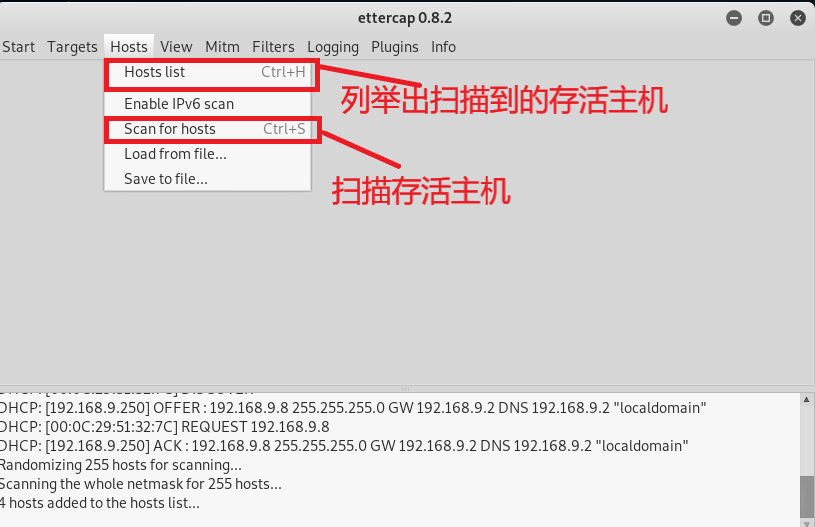 ettercap 0.8.2
Start Targets Hosts View Mitm Filters Logging Plugins Info
Hosts list Ctrl+H
Enable IPv6 scan
Scan for hosts Ctrl+S
Load from file...
Save to file...
列举出扫描到的存活主机
扫描存活主机
DHCP: [192.168.9.250] OFFER : 192.168.9.8 255.255.255.0 GW 192.168.9.2 DNS 192.168.9.2 "localdomain"
DHCP: [00:0C:29:51:32:7C] REQUEST 192.168.9.8
DHCP: [192.168.9.250] ACK : 192.168.9.8 255.255.255.0 GW 192.168.9.2 DNS 192.168.9.2 "localdomain"
Randomizing 255 hosts for scanning...
Scanning the whole netmask for 255 hosts...
4 hosts added to the hosts list...